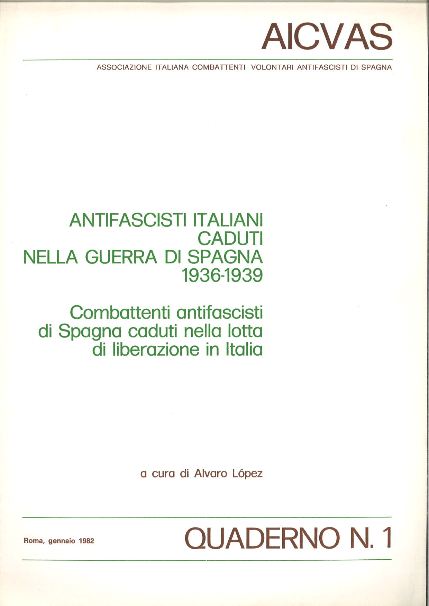 AICVAS
ASSOCIAZIONE ITALIANA COMBATTENTI VOLONTARI ANTIFASCISTI DI SPAGNA
ANTIFASCISTI ITALIANI
CADUTI
NELLA GUERRA DI SPAGNA
1936-1939
Combattenti antifascisti
di Spagna caduti nella lotta
di liberazione in Italia
a cura di Alvaro López
Roma, gennaio 1982
QUADERNO N. 1